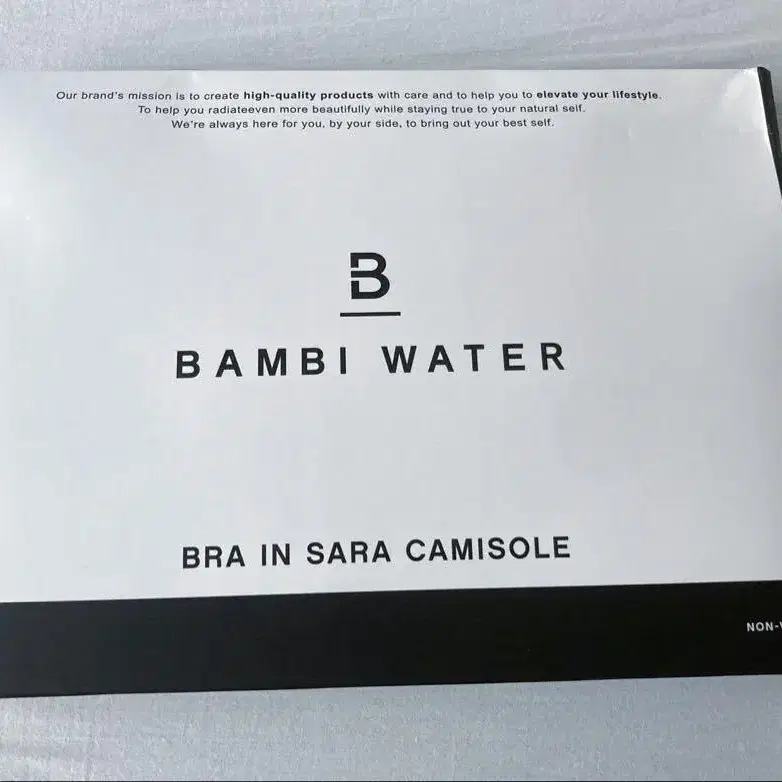 Our brand's mission is to create high-quality products with care and to help you to elevate your lifestyle.
To help you radiateeven more beautifully while staying true to your natural self.
We're always here for you, by your side, to bring out your best self.
B
BAMBI WATER
BRA IN SARA CAMISOLE
NON-